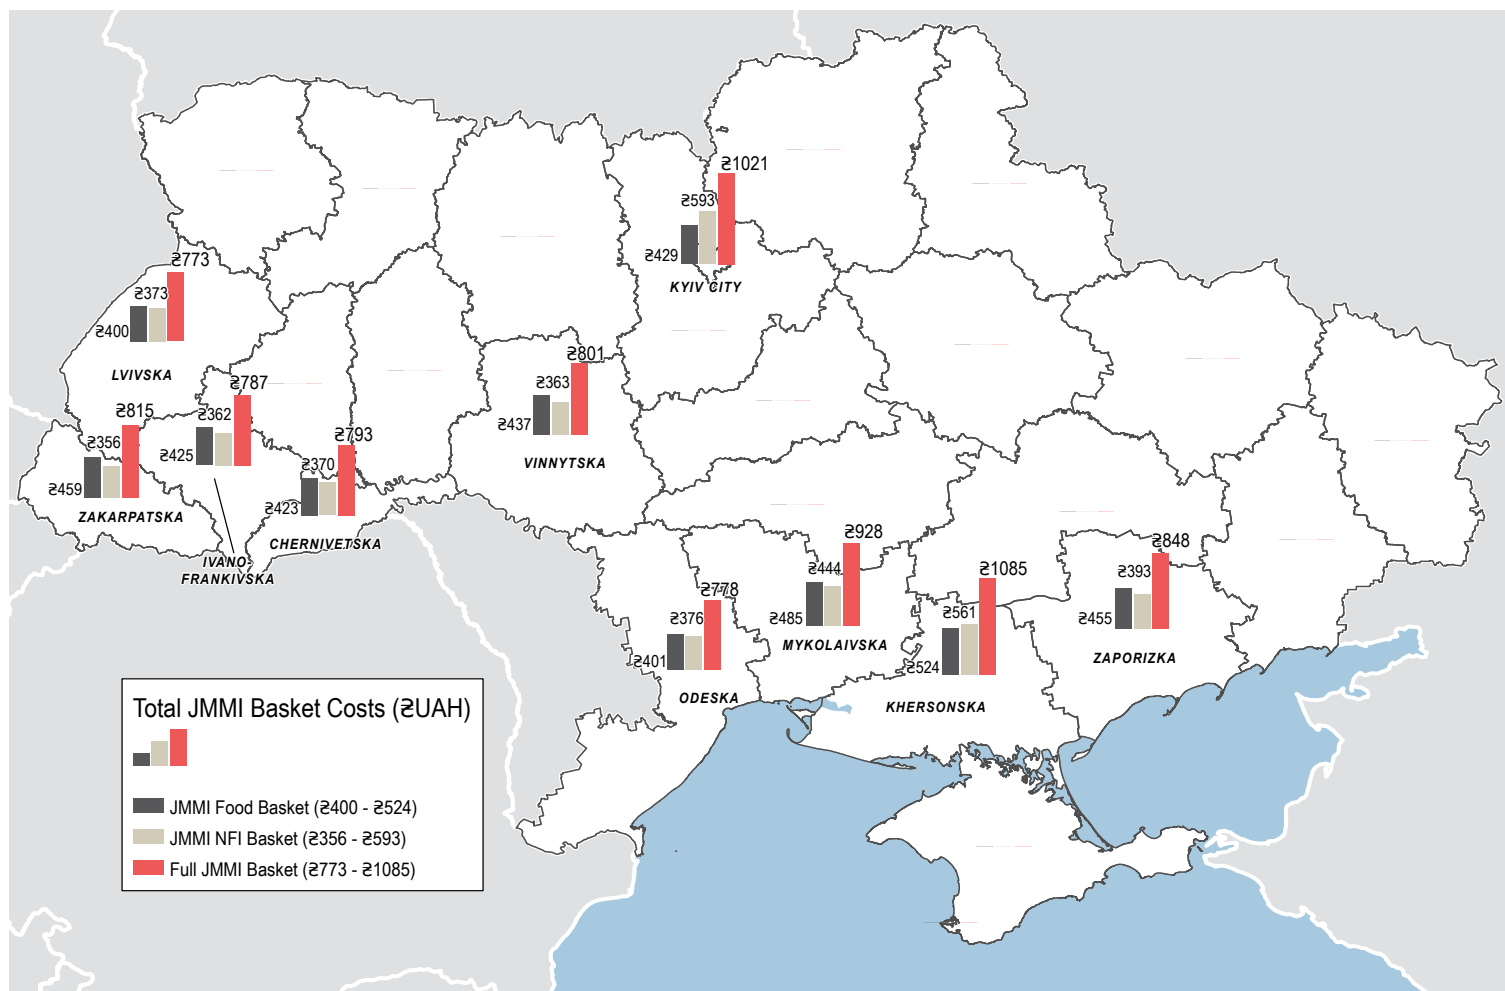 ₴1021
₴593
₴429
KYIV CITY
₴773
₴373
₴400
LVIVSKA
₴801
₴363
₴437
VINNYTSKA
₴787
₴362
₴425
IVANO-
FRANKIVSKA
₴815
₴356
₴459
ZAKARPATSKA
₴793
₴370
₴423
CHERNIVETSKA
₴928
₴444
₴485
MYKOLAIVSKA
₴848
₴393
₴455
ZAPORIZKA
₴1085
₴561
₴524
KHERSONSKA
₴778
₴376
₴401
ODESKA
Total JMMI Basket Costs (₴UAH)
JMMI Food Basket (₴400 - ₴524)
JMMI NFI Basket (₴356 - ₴593)
Full JMMI Basket (₴773 - ₴1085)